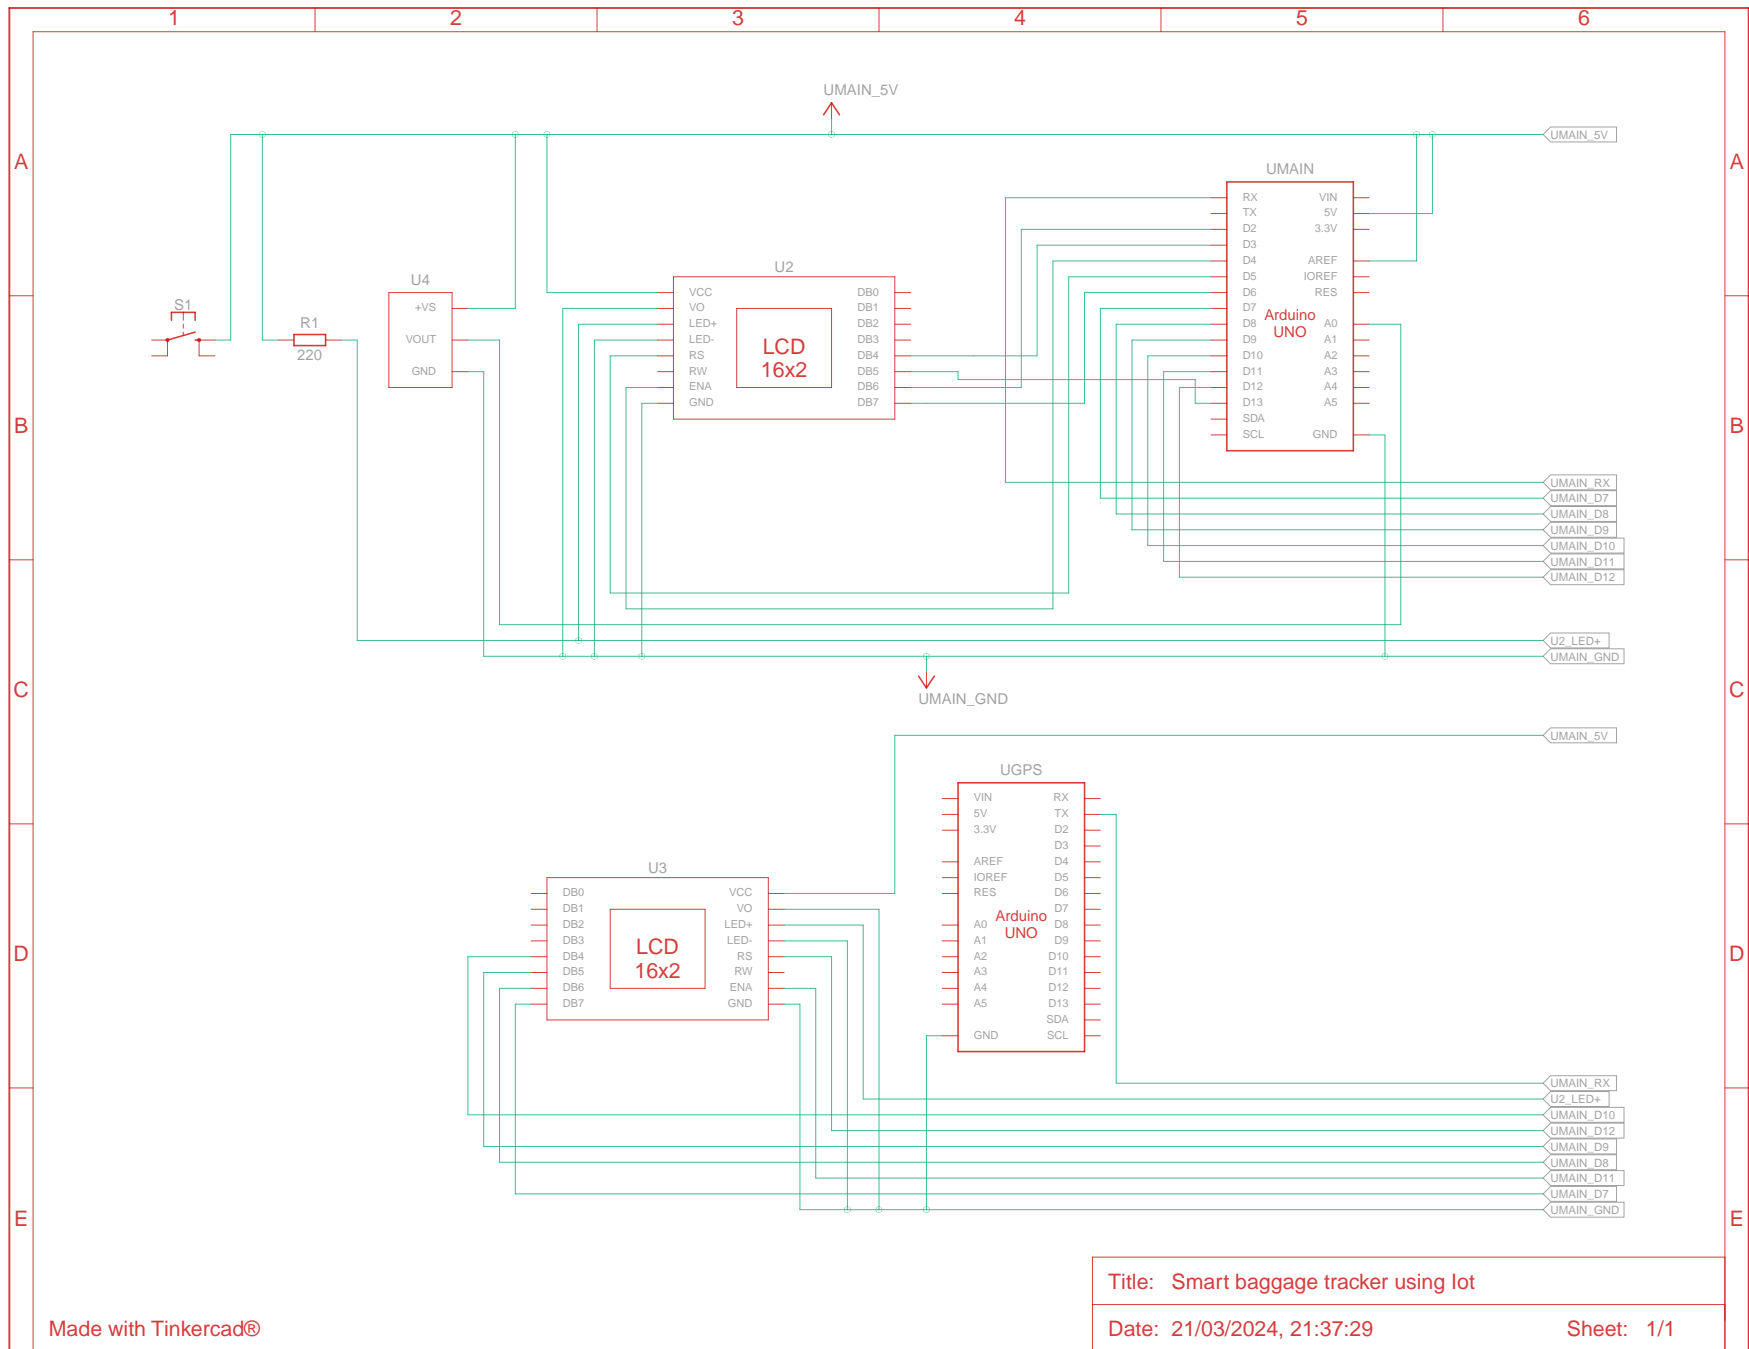 1 2 3 4 5 6
UMAIN_5V
UMAIN_5V
A A
UMAIN
RX VIN
TX 5V
D2 3.3V
D3
D4 AREF
D5 IOREF
D6 RES
D7
D8 A0
D9 A1
D10 A2
D11 A3
D12 A4
D13 A5
SDA
SCL GND
Arduino
UNO
U2
VCC DB0
VO DB1
LED+ DB2
LED- DB3
RS DB4
RW DB5
ENA DB6
GND DB7
LCD
16x2
U4
+VS
VOUT
GND
S1
R1
220
B B
UMAIN_RX
UMAIN_D7
UMAIN_D8
UMAIN_D9
UMAIN_D10
UMAIN_D11
UMAIN_D12
U2_LED+
UMAIN_GND
C C
UMAIN_GND
UMAIN_5V
UGPS
VIN RX
5V TX
3.3V D2
D3
AREF D4
IOREF D5
RES D6
D7
A0 D8
A1 D9
A2 D10
A3 D11
A4 D12
A5 D13
SDA
GND SCL
Arduino
UNO
U3
DB0 VCC
DB1 VO
DB2 LED+
DB3 LED-
DB4 RS
DB5 RW
DB6 ENA
DB7 GND
LCD
16x2
D D
UMAIN_RX
U2_LED+
UMAIN_D10
UMAIN_D12
UMAIN_D9
UMAIN_D8
UMAIN_D11
UMAIN_D7
UMAIN_GND
E E
Title: Smart baggage tracker using Iot
Made with Tinkercad®
Date: 21/03/2024, 21:37:29 Sheet: 1/1